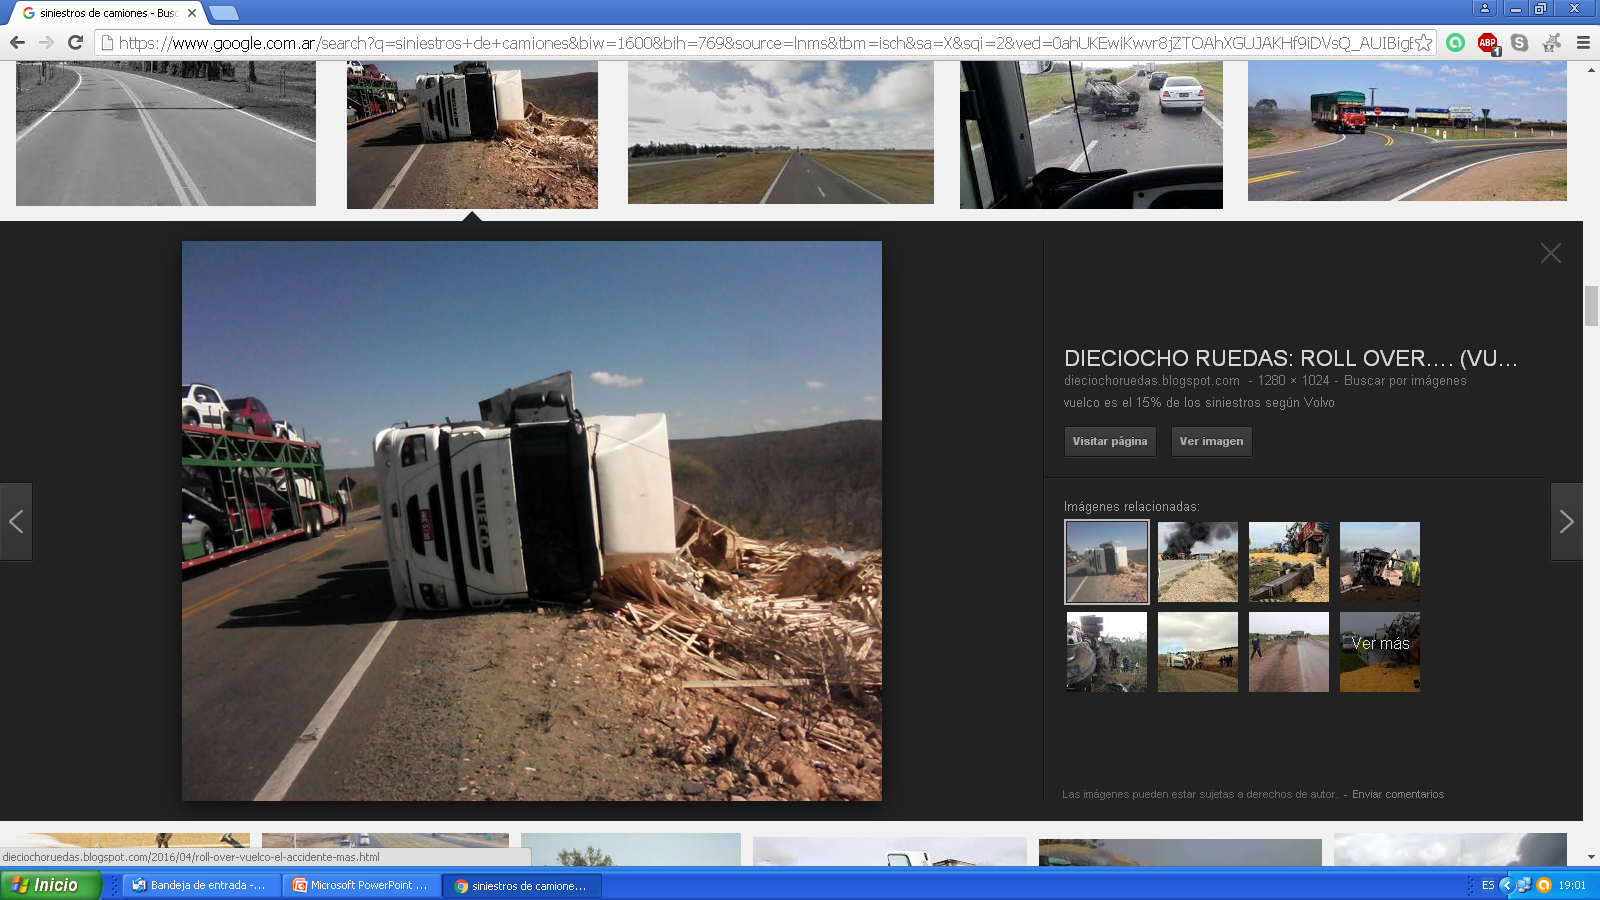 siniestros de camiones - Busc
https://www.google.com.ar/search?q=siniestros+de+camiones&biw=1600&bih=769&source=lnms&tbm=isch&sa=X&sqi=2&ved=0ahUKEwiKwvr8jZTOAhXGUJAKHf9iDVsQ_AUIBigB
ABP
1
IVECO
DIECIOCHO RUEDAS: ROLL OVER.... (VU...
dieciochoruedas.blogspot.com - 1280 × 1024 - Buscar por imágenes
vuelco es el 15% de los siniestros según Volvo
Visitar página
Ver imagen
Imágenes relacionadas:
Ver más
Las imágenes pueden estar sujetas a derechos de autor. - Enviar comentarios
dieciochoruedas.blogspot.com/2016/04/roll-over-vuelco-el-accidente-mas.html
Inicio
Bandeja de entrada -...
Microsoft PowerPoint ...
siniestros de camione...
ES
19:01